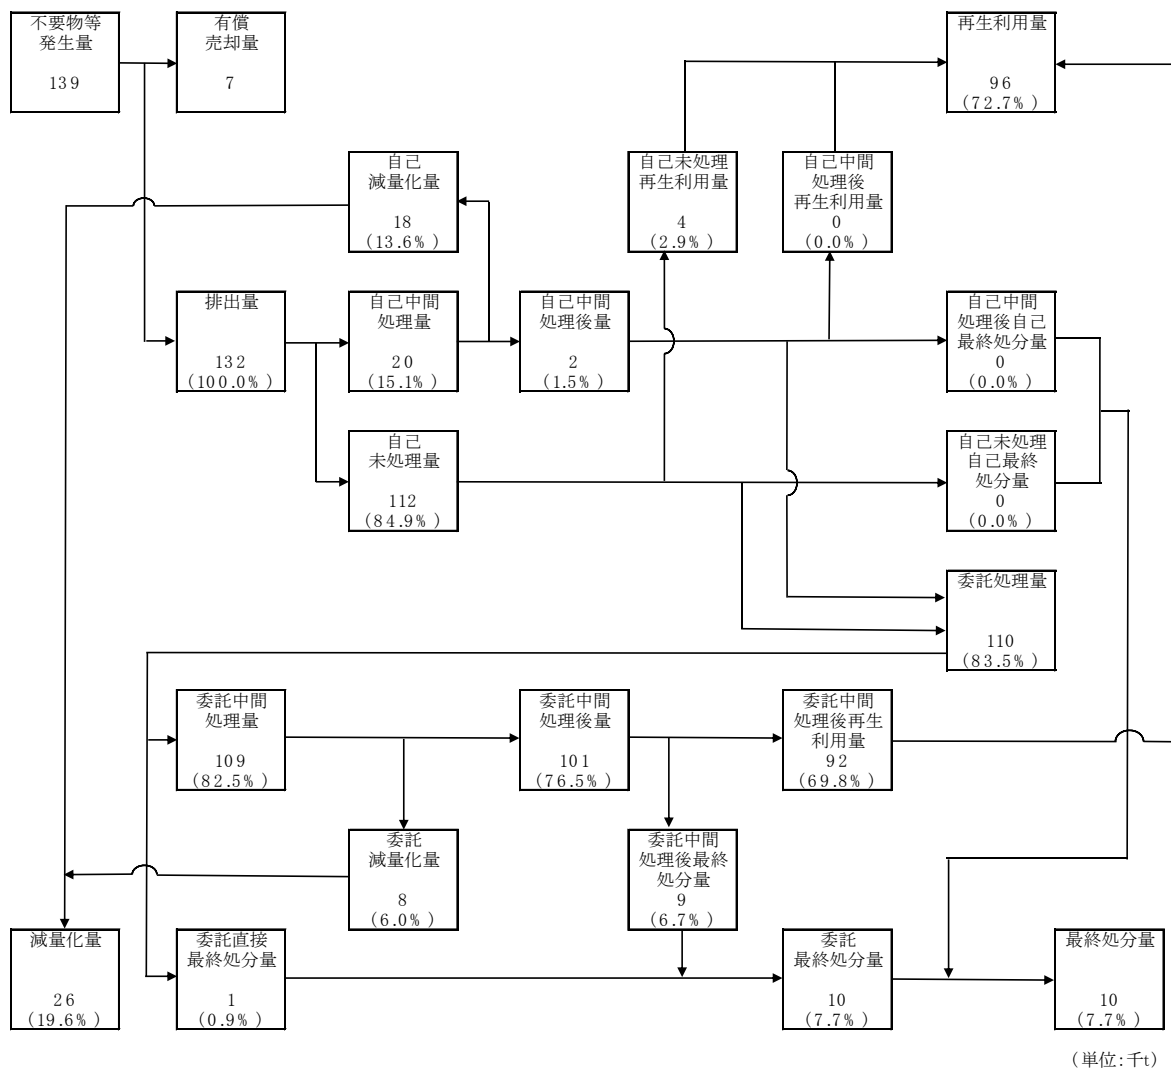 不要物等
発生量
139
有償
売却量
7
再生利用量
96
(72.7%)
自己
減量化量
18
(13.6%)
自己未処理
再生利用量
4
(2.9%)
自己中間
処理後
再生利用量
0
(0.0%)
排出量
132
(100.0%)
自己中間
処理量
20
(15.1%)
自己中間
処理後量
2
(1.5%)
自己中間
処理後自己
最終処分量
0
(0.0%)
自己
未処理量
112
(84.9%)
自己未処理
自己最終
処分量
0
(0.0%)
委託処理量
110
(83.5%)
委託中間
処理量
109
(82.5%)
委託中間
処理後量
101
(76.5%)
委託中間
処理後再生
利用量
92
(69.8%)
委託
減量化量
8
(6.0%)
委託中間
処理後最終
処分量
9
(6.7%)
減量化量
26
(19.6%)
委託直接
最終処分量
1
(0.9%)
委託
最終処分量
10
(7.7%)
最終処分量
10
(7.7%)
(単位:千t)